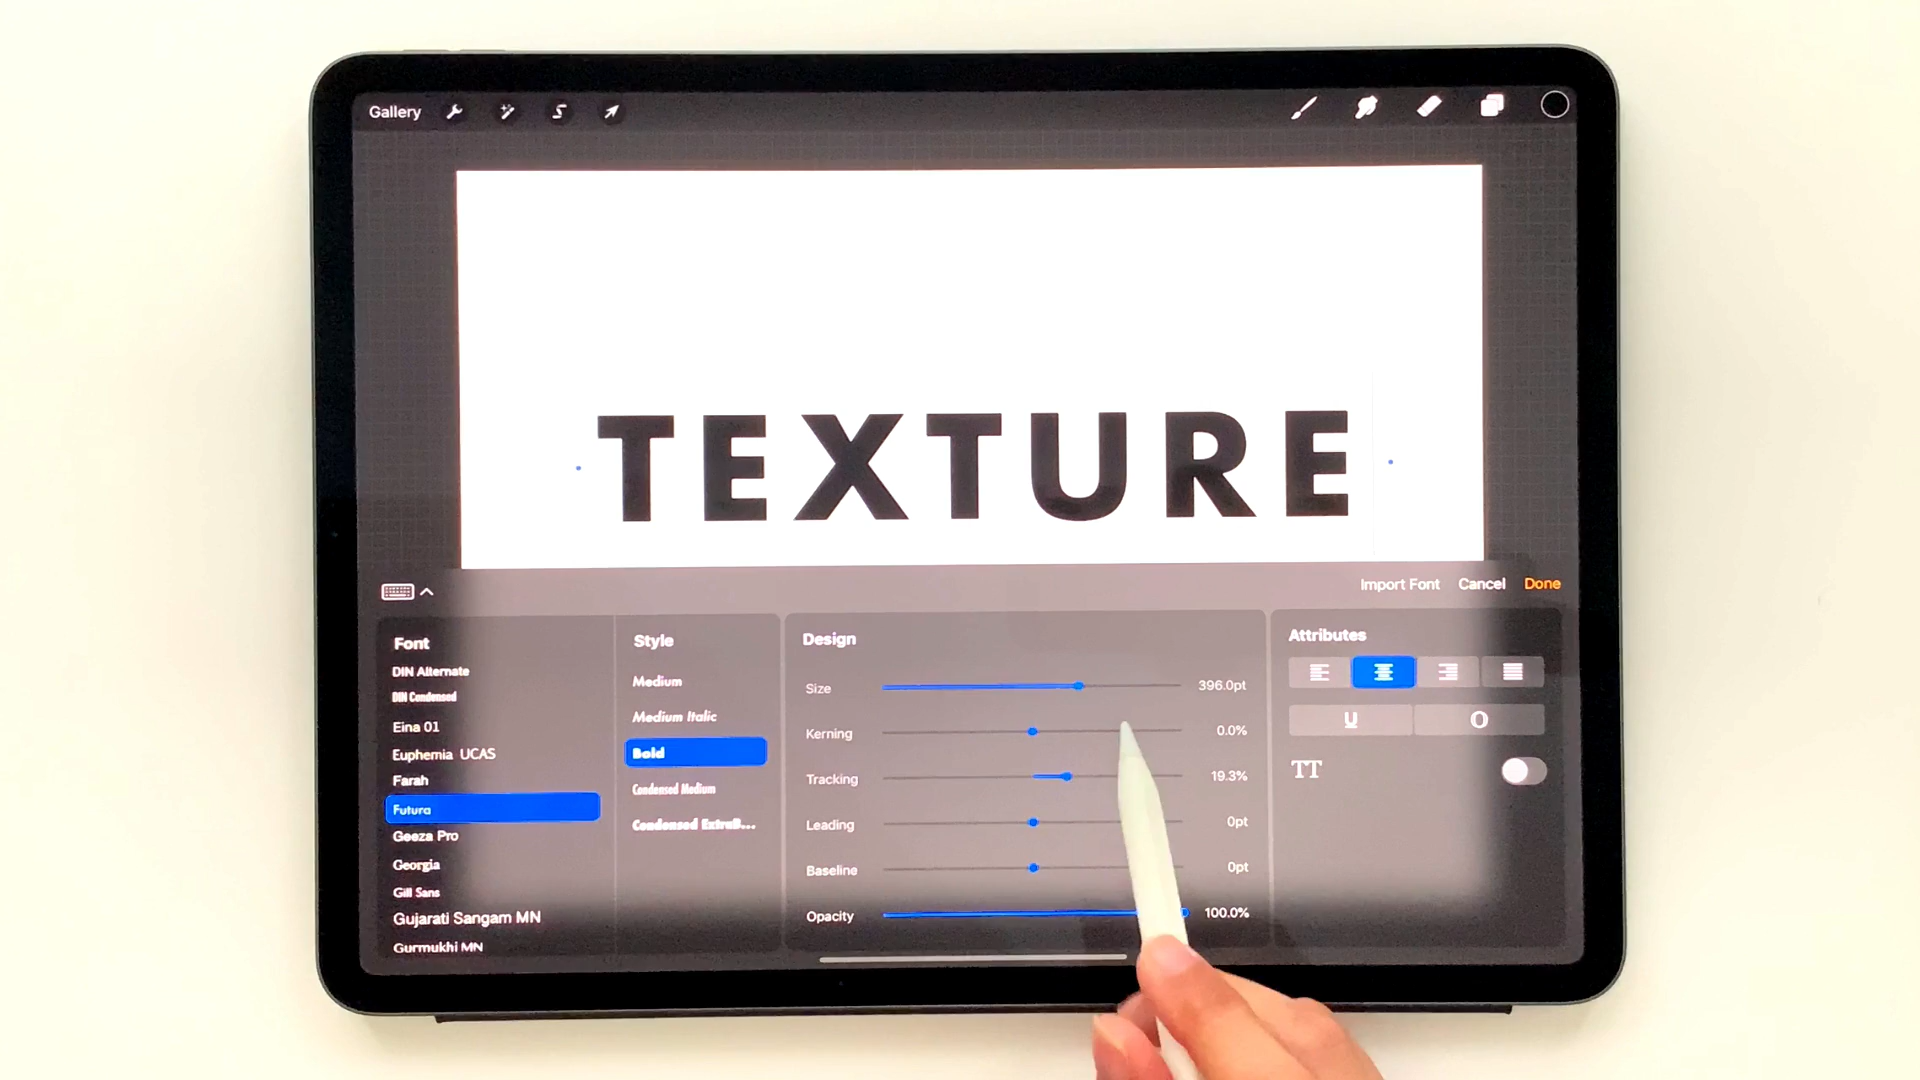 Gallery
TEXTURE
Import Font Cancel Done
Font
DIN Alternate
DIN Condensed
Eina 01
Euphemia UCAS
Farah
Futura
Geeza Pro
Georgia
Gill Sans
Gujarati Sangam MN
Gurmukhi MN
Style
Medium
Medium Italic
Bold
Condensed Medium
Condensed ExtraB...
Design
Size 396.0pt
Kerning 0.0%
Tracking 19.3%
Leading 0pt
Baseline 0pt
Opacity 100.0%
Attributes
U O
TT